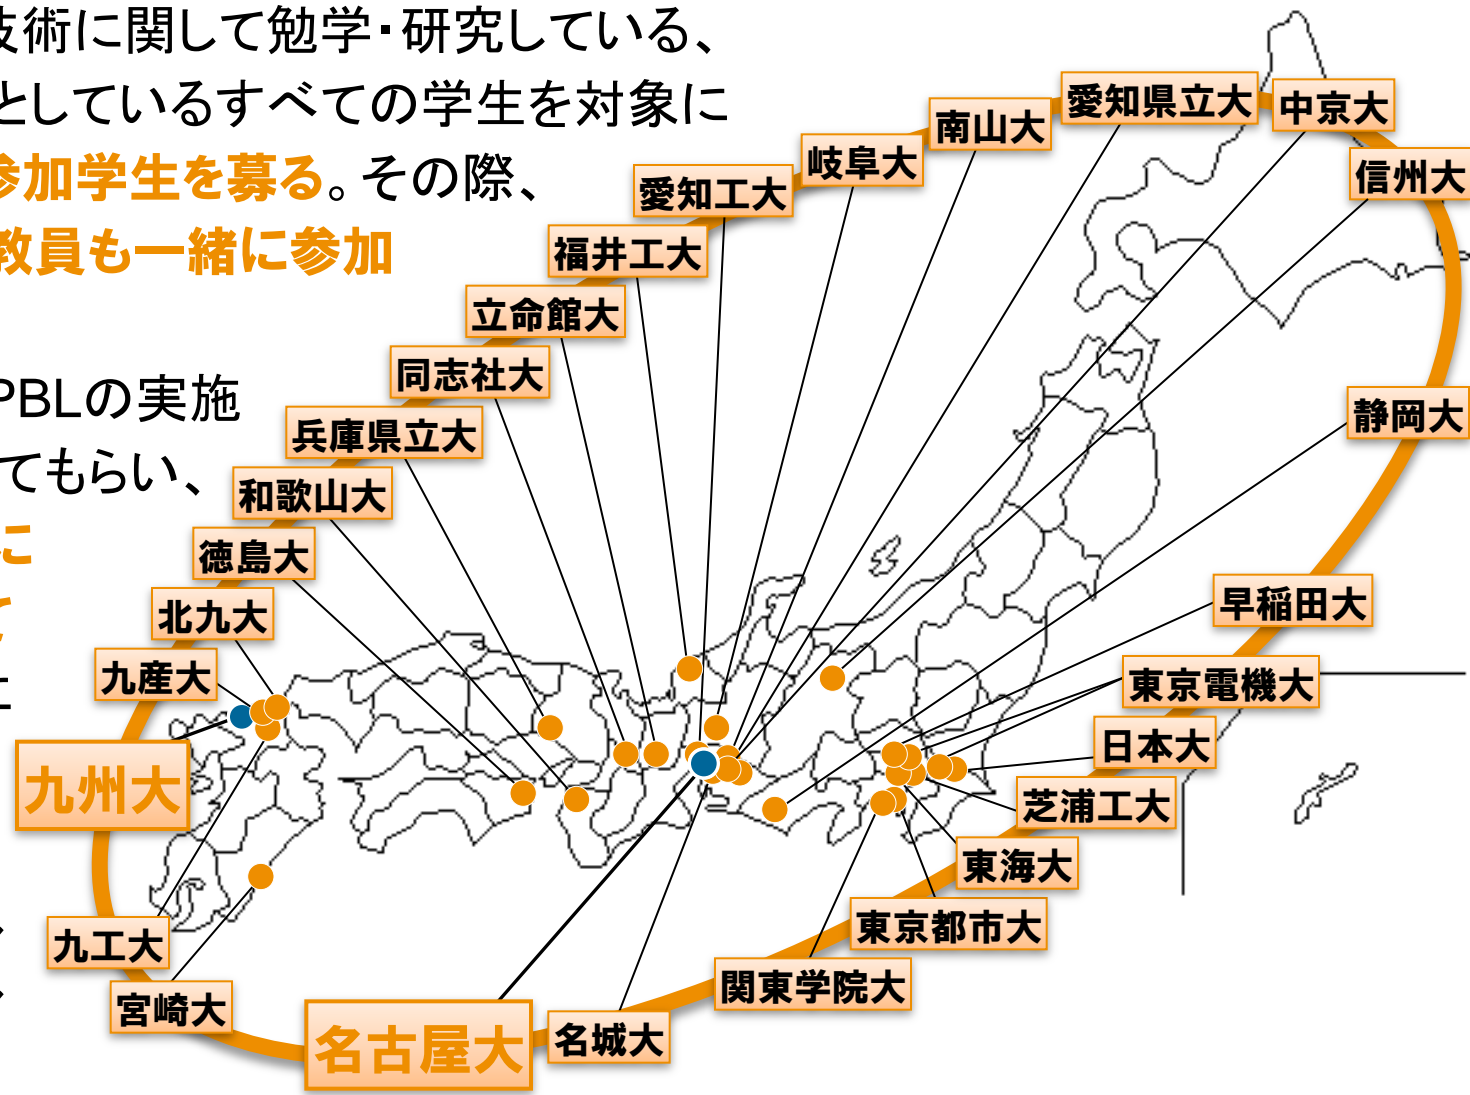 技術に関して勉学・研究している、
としているすべての学生を対象に
参加学生を募る。その際、
教員も一緒に参加
PBLの実施
てもらい、
に
て
に
愛知県立大
中京大
南山大
岐阜大
信州大
愛知工大
福井工大
立命館大
同志社大
静岡大
兵庫県立大
和歌山大
徳島大
早稲田大
北九大
九産大
東京電機大
日本大
九州大
芝浦工大
東海大
東京都市大
九工大
関東学院大
宮崎大
名古屋大
名城大